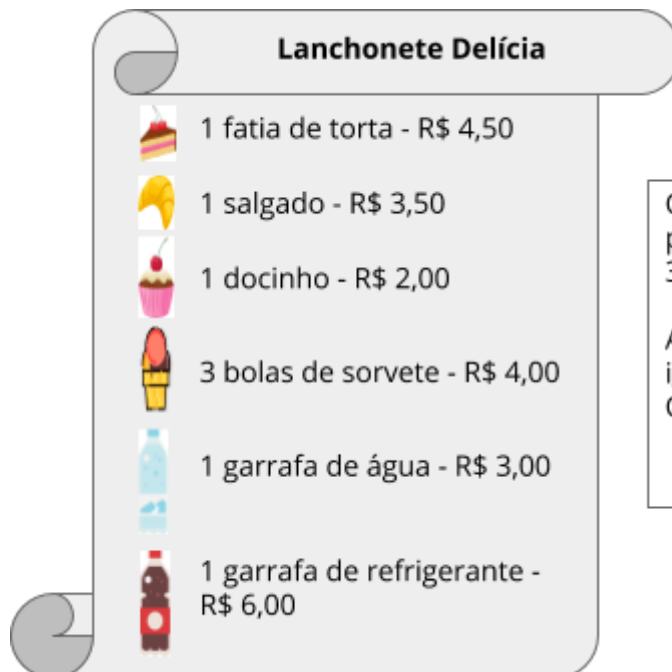 Lanchonete Delícia
1 fatia de torta - R$ 4,50
1 salgado - R$ 3,50
1 docinho - R$ 2,00
3 bolas de sorvete - R$ 4,00
1 garrafa de água - R$ 3,00
1 garrafa de refrigerante -
R$ 6,00